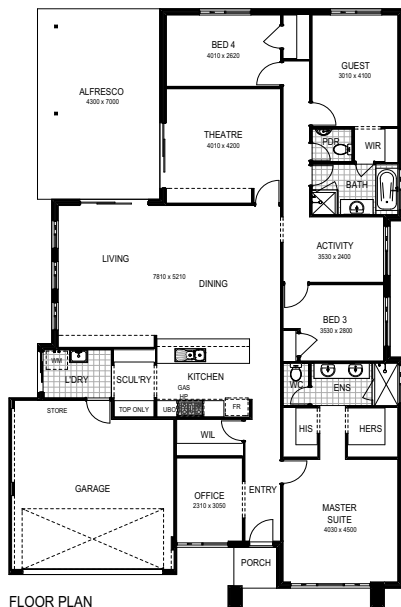 BED 4
4010 x 2620
GUEST
3010 x 4100
ALFRESCO
4300 x 7000
THEATRE
4010 x 4200
PDR
WIR
BATH
ACTIVITY
3530 x 2400
LIVING
7810 x 5210
DINING
BED 3
3530 x 2800
WM
L'DRY
SCUL'RY
KITCHEN
GAS
HP
WC
ENS
STORE
TOP ONLY
UBO
FR
HIS
HERS
WIL
GARAGE
OFFICE
2310 x 3050
ENTRY
MASTER
SUITE
4030 x 4500
PORCH
FLOOR PLAN